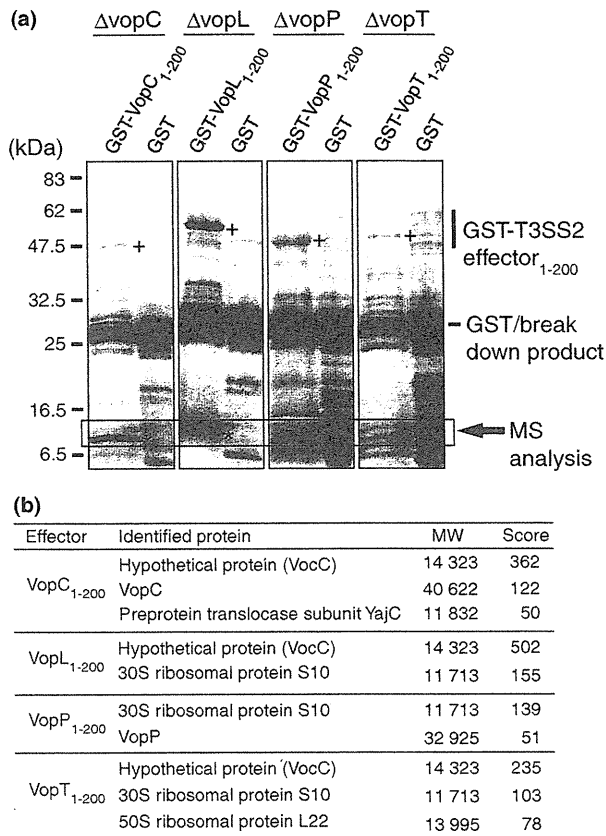 (a)
ΔvopC ΔvopL ΔvopP ΔvopT
GST-VopC1-200 GST GST-VopL1-200 GST GST-VopP1-200 GST GST-VopT1-200 GST
(kDa)
83
62
47.5
32.5
25
16.5
6.5
+ + + +
GST-T3SS2
effector1-200
GST/break
down product
MS
analysis
(b)
Effector Identified protein MW Score
VopC1-200
Hypothetical protein (VocC) 14 323 362
VopC 40 622 122
Preprotein translocase subunit YajC 11 832 50
VopL1-200
Hypothetical protein (VocC) 14 323 502
30S ribosomal protein S10 11 713 155
VopP1-200
30S ribosomal protein S10 11 713 139
VopP 32 925 51
VopT1-200
Hypothetical protein (VocC) 14 323 235
30S ribosomal protein S10 11 713 103
50S ribosomal protein L22 13 995 78